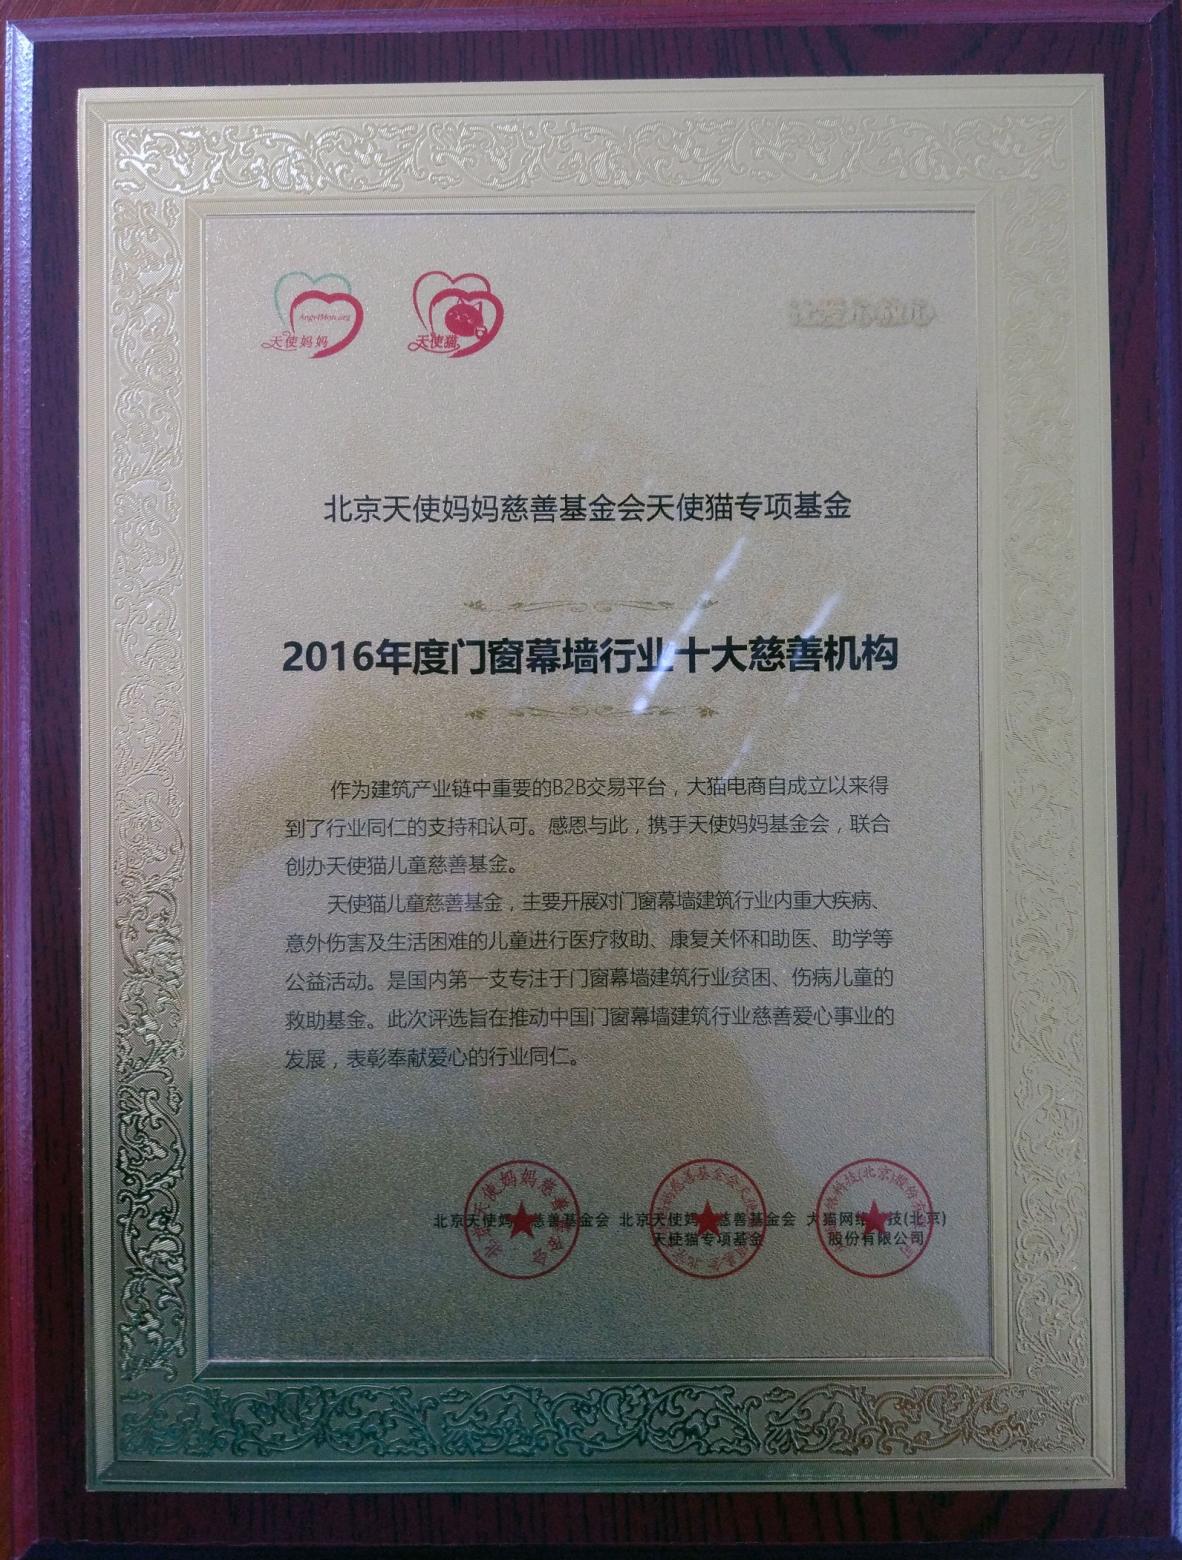 AngelMom.org
天使妈妈
天使猫
让爱心放心
北京天使妈妈慈善基金会天使猫专项基金
2016年度门窗幕墙行业十大慈善机构
作为建筑产业链中重要的B2B交易平台，大猫电商自成立以来得
到了行业同仁的支持和认可。感恩与此，携手天使妈妈基金会，联合
创办天使猫儿童慈善基金。
天使猫儿童慈善基金，主要开展对门窗幕墙建筑行业内重大疾病、
意外伤害及生活困难的儿童进行医疗救助、康复关怀和助医、助学等
公益活动。是国内第一支专注于门窗幕墙建筑行业贫困、伤病儿童的
救助基金。此次评选旨在推动中国门窗幕墙建筑行业慈善爱心事业的
发展，表彰奉献爱心的行业同仁。
北京天使妈妈慈善基金会 北京天使妈妈慈善基金会 大猫网络科技(北京)
天使猫专项基金 股份有限公司